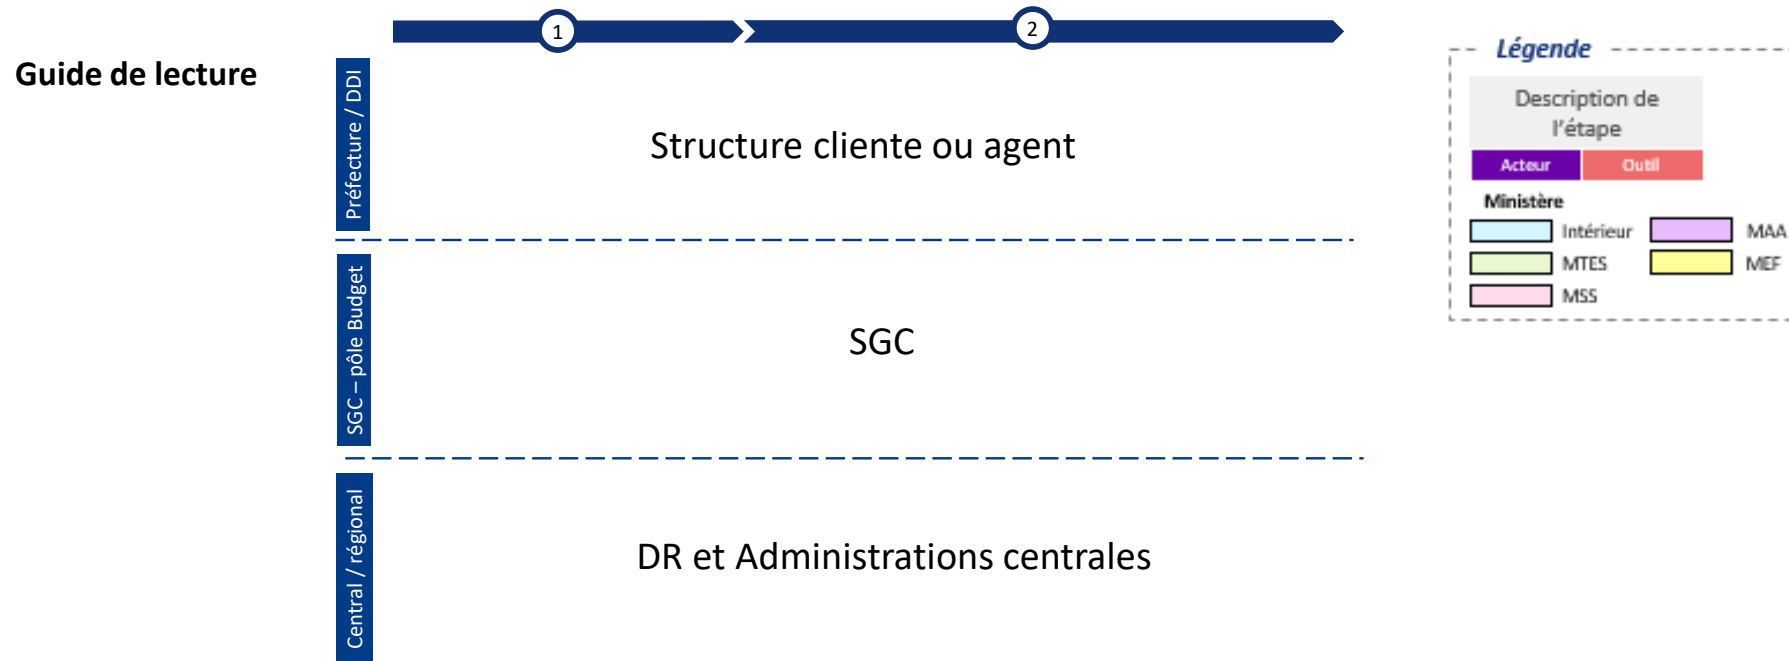 1
2
Guide de lecture
Préfecture / DDI
Structure cliente ou agent
SGC – pôle Budget
SGC
Central / régional
DR et Administrations centrales
Légende
Description de
l'étape
Acteur
Outil
Ministère
Intérieur
MAA
MTES
MEF
MSS